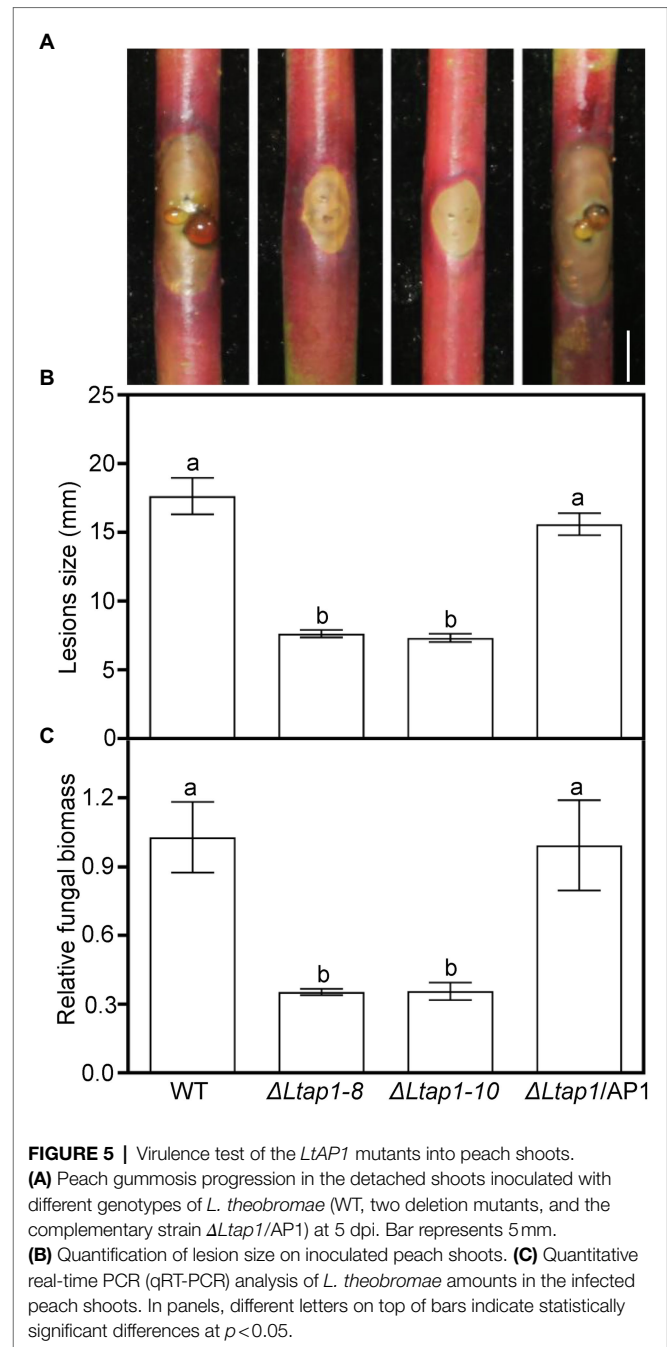 A
B
25
20
15
10
5
0
Lesions size (mm)
a
b
b
a
C
1.2
0.9
0.6
0.3
0.0
Relative fungal biomass
a
b
b
a
WT ΔLtap1-8 ΔLtap1-10 ΔLtap1/AP1
FIGURE 5 | Virulence test of the LtAP1 mutants into peach shoots.
(A) Peach gummosis progression in the detached shoots inoculated with
different genotypes of L. theobromae (WT, two deletion mutants, and the
complementary strain ΔLtap1/AP1) at 5 dpi. Bar represents 5 mm.
(B) Quantification of lesion size on inoculated peach shoots. (C) Quantitative
real-time PCR (qRT-PCR) analysis of L. theobromae amounts in the infected
peach shoots. In panels, different letters on top of bars indicate statistically
significant differences at p < 0.05.